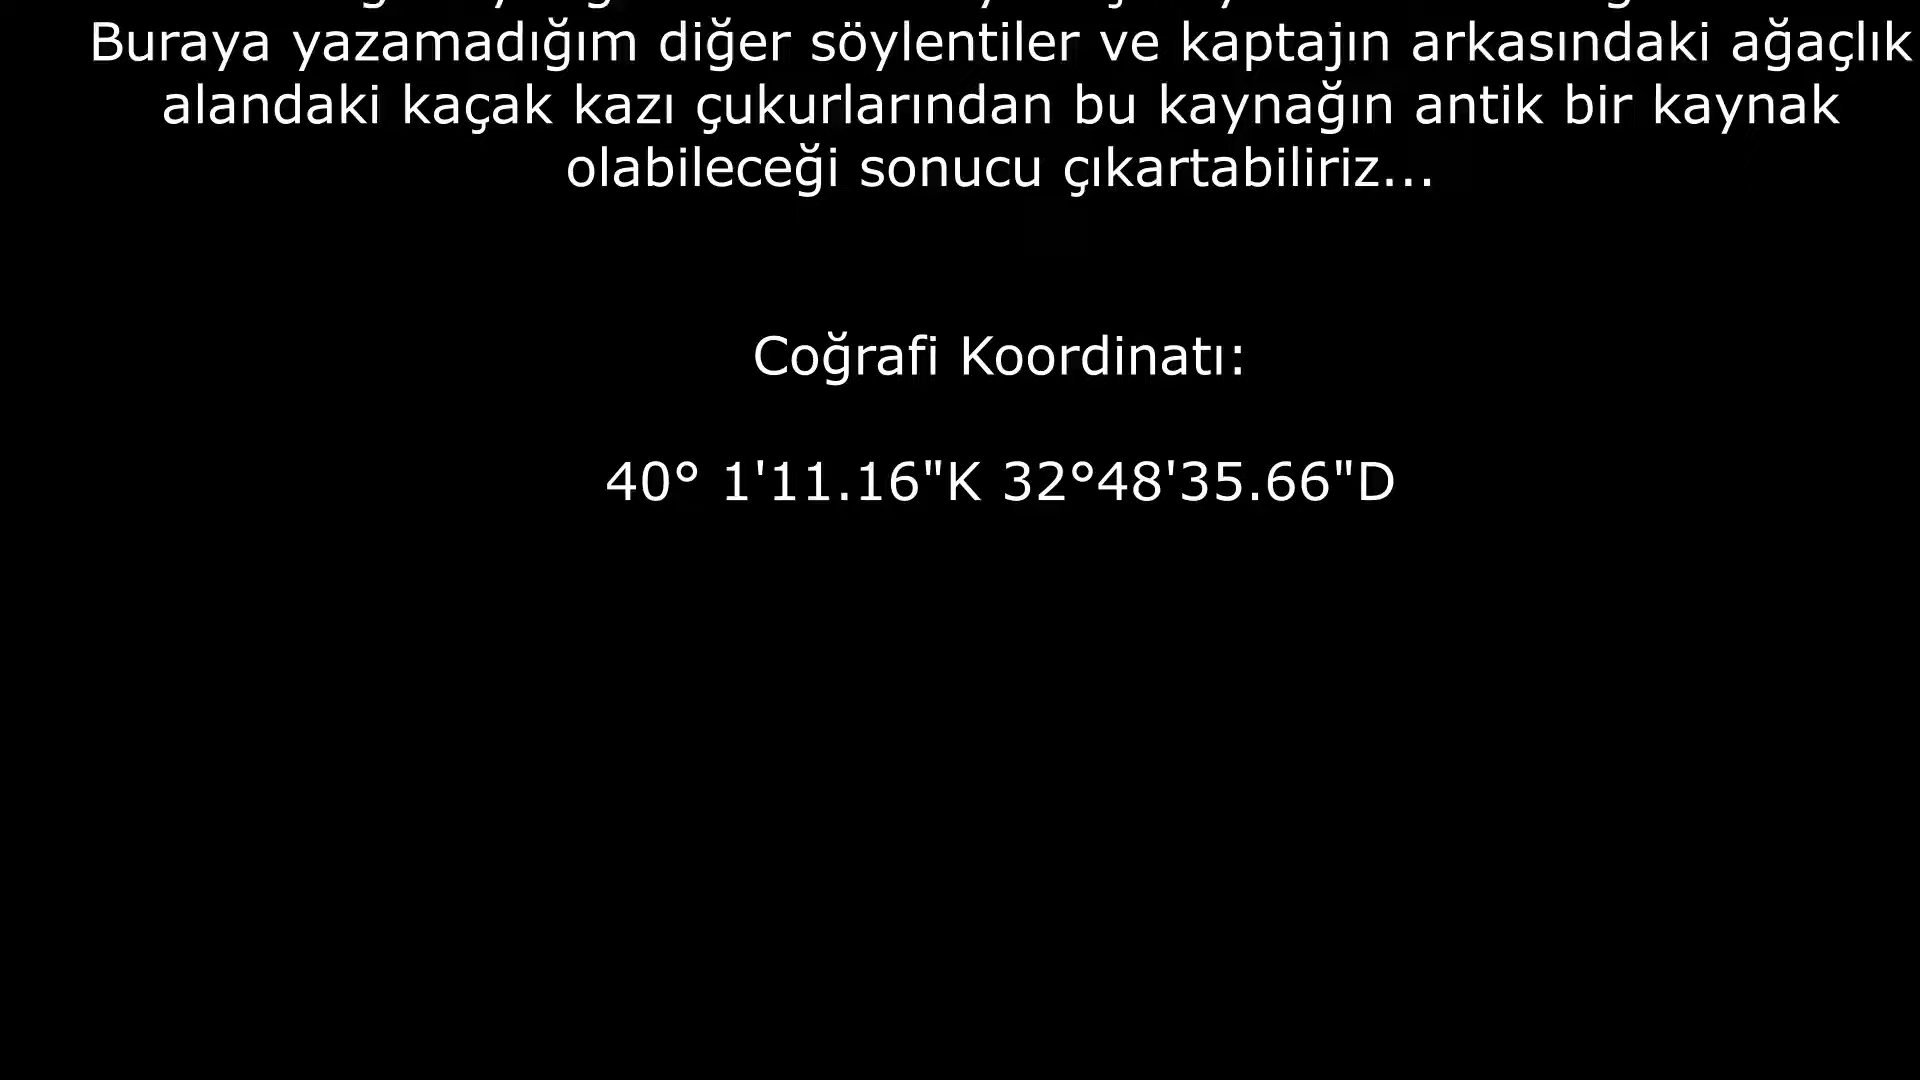 Buraya yazamadığım diğer söylentiler ve kaptajın arkasındaki ağaçlık
alandaki kaçak kazı çukurlarından bu kaynağın antik bir kaynak
olabileceği sonucu çıkartabiliriz...
Coğrafi Koordinatı:
40° 1'11.16"K 32°48'35.66"D